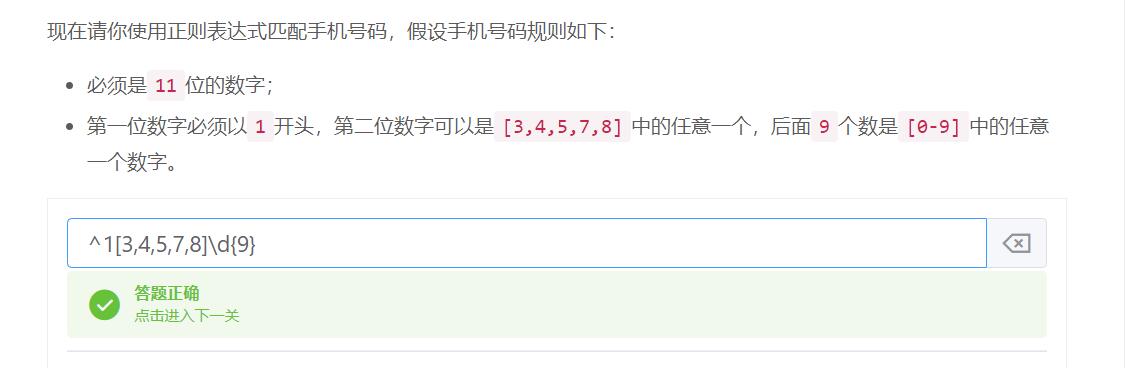 现在请你使用正则表达式匹配手机号码，假设手机号码规则如下：
必须是 11 位的数字；
第一位数字必须以 1 开头，第二位数字可以是 [3,4,5,7,8] 中的任意一个，后面 9 个数是 [0-9] 中的任意
一个数字。
^1[3,4,5,7,8]\d{9}
答题正确
点击进入下一关